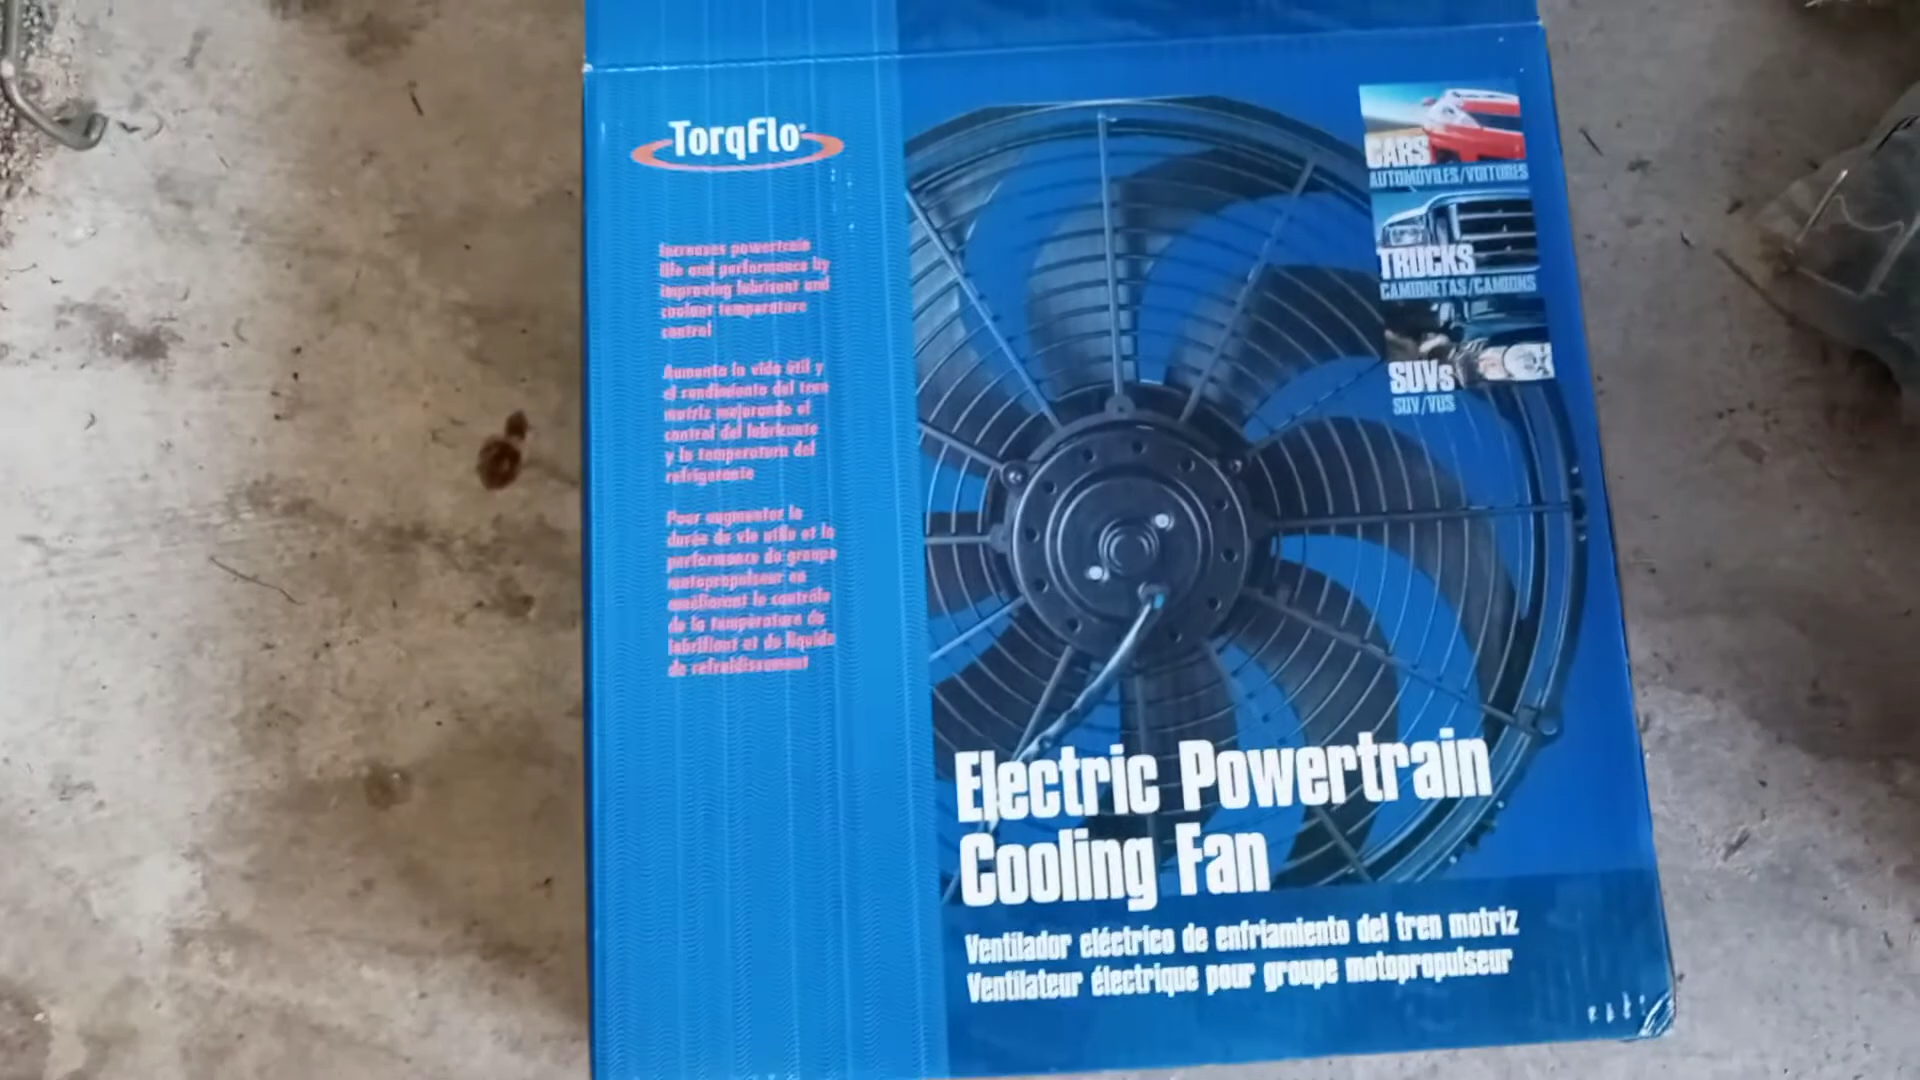 TorqFlo
Increases powertrain
life and performance by
improving lubricant and
coolant temperature
control
Aumenta la vida útil y
el rendimiento del tren
motriz mejorando el
control del lubricante
y la temperatura del
refrigerante
Pour augmenter la
durée de vie utile et la
performance du groupe
motopropulseur en
améliorant le contrôle
de la température du
lubrifiant et du liquide
de refroidissement
CARS
AUTOMÓVILES/VOITURES
TRUCKS
CAMIONETAS/CAMIONS
SUVs
SUV/VUS
Electric Powertrain
Cooling Fan
Ventilador eléctrico de enfriamiento del tren motriz
Ventilateur électrique pour groupe motopropulseur